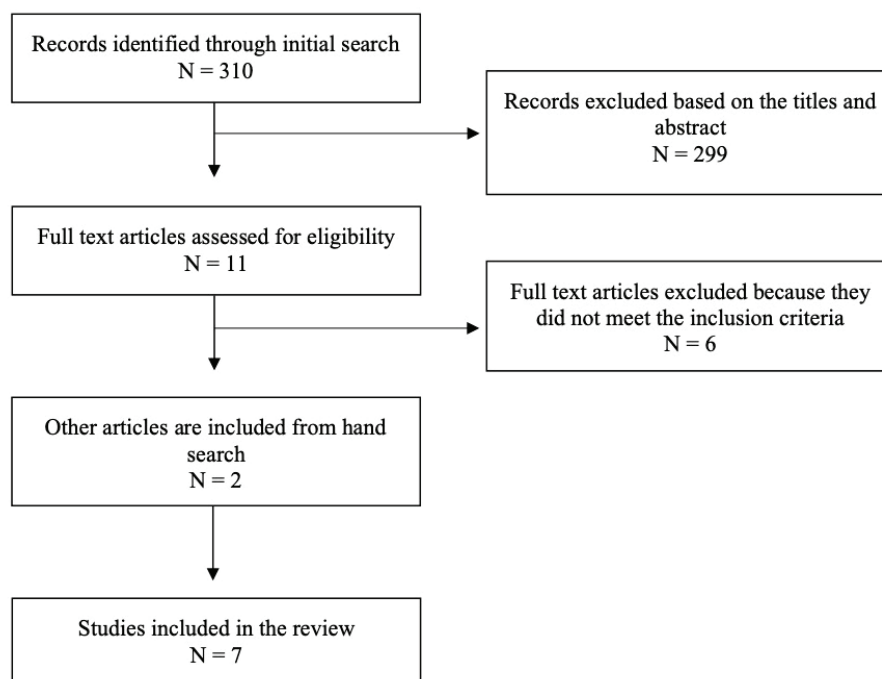 Records identified through initial search
N = 310
Records excluded based on the titles and
abstract
N = 299
Full text articles assessed for eligibility
N = 11
Full text articles excluded because they
did not meet the inclusion criteria
N = 6
Other articles are included from hand
search
N = 2
Studies included in the review
N = 7